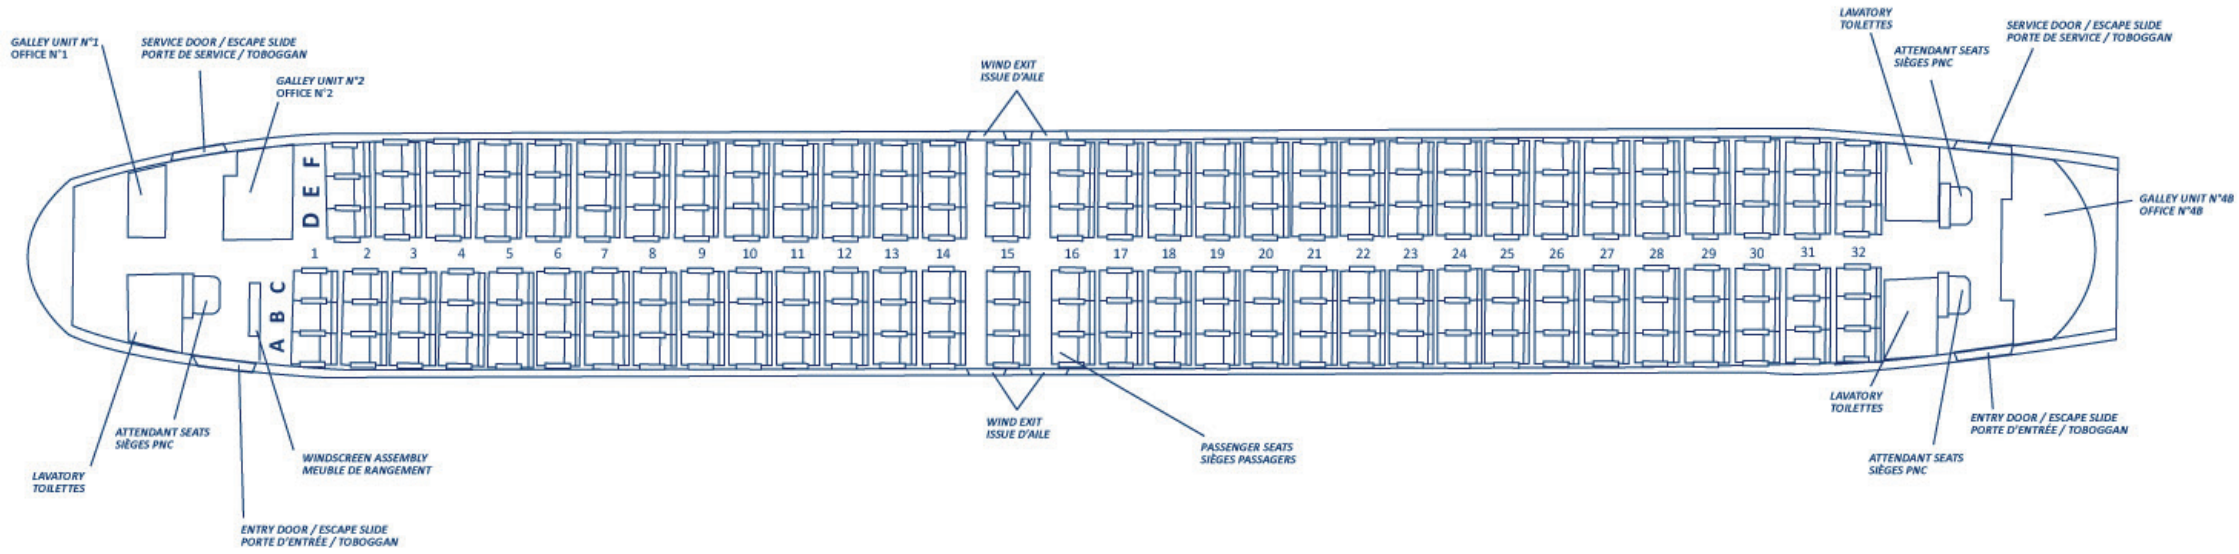 GALLEY UNIT N°1
OFFICE N°1
SERVICE DOOR / ESCAPE SLIDE
PORTE DE SERVICE / TOBOGGAN
GALLEY UNIT N°2
OFFICE N°2
WIND EXIT
ISSUE D'AILE
LAVATORY
TOILETTES
ATTENDANT SEATS
SIÈGES PNC
SERVICE DOOR / ESCAPE SLIDE
PORTE DE SERVICE / TOBOGGAN
GALLEY UNIT N°4B
OFFICE N°4B
F
E
D
1 2 3 4 5 6 7 8 9 10 11 12 13 14 15 16 17 18 19 20 21 22 23 24 25 26 27 28 29 30 31 32
C
B
A
LAVATORY
TOILETTES
ATTENDANT SEATS
SIÈGES PNC
WINDSCREEN ASSEMBLY
MEUBLE DE RANGEMENT
ENTRY DOOR / ESCAPE SLIDE
PORTE D'ENTRÉE / TOBOGGAN
WIND EXIT
ISSUE D'AILE
PASSENGER SEATS
SIÈGES PASSAGERS
LAVATORY
TOILETTES
ATTENDANT SEATS
SIÈGES PNC
ENTRY DOOR / ESCAPE SLIDE
PORTE D'ENTRÉE / TOBOGGAN